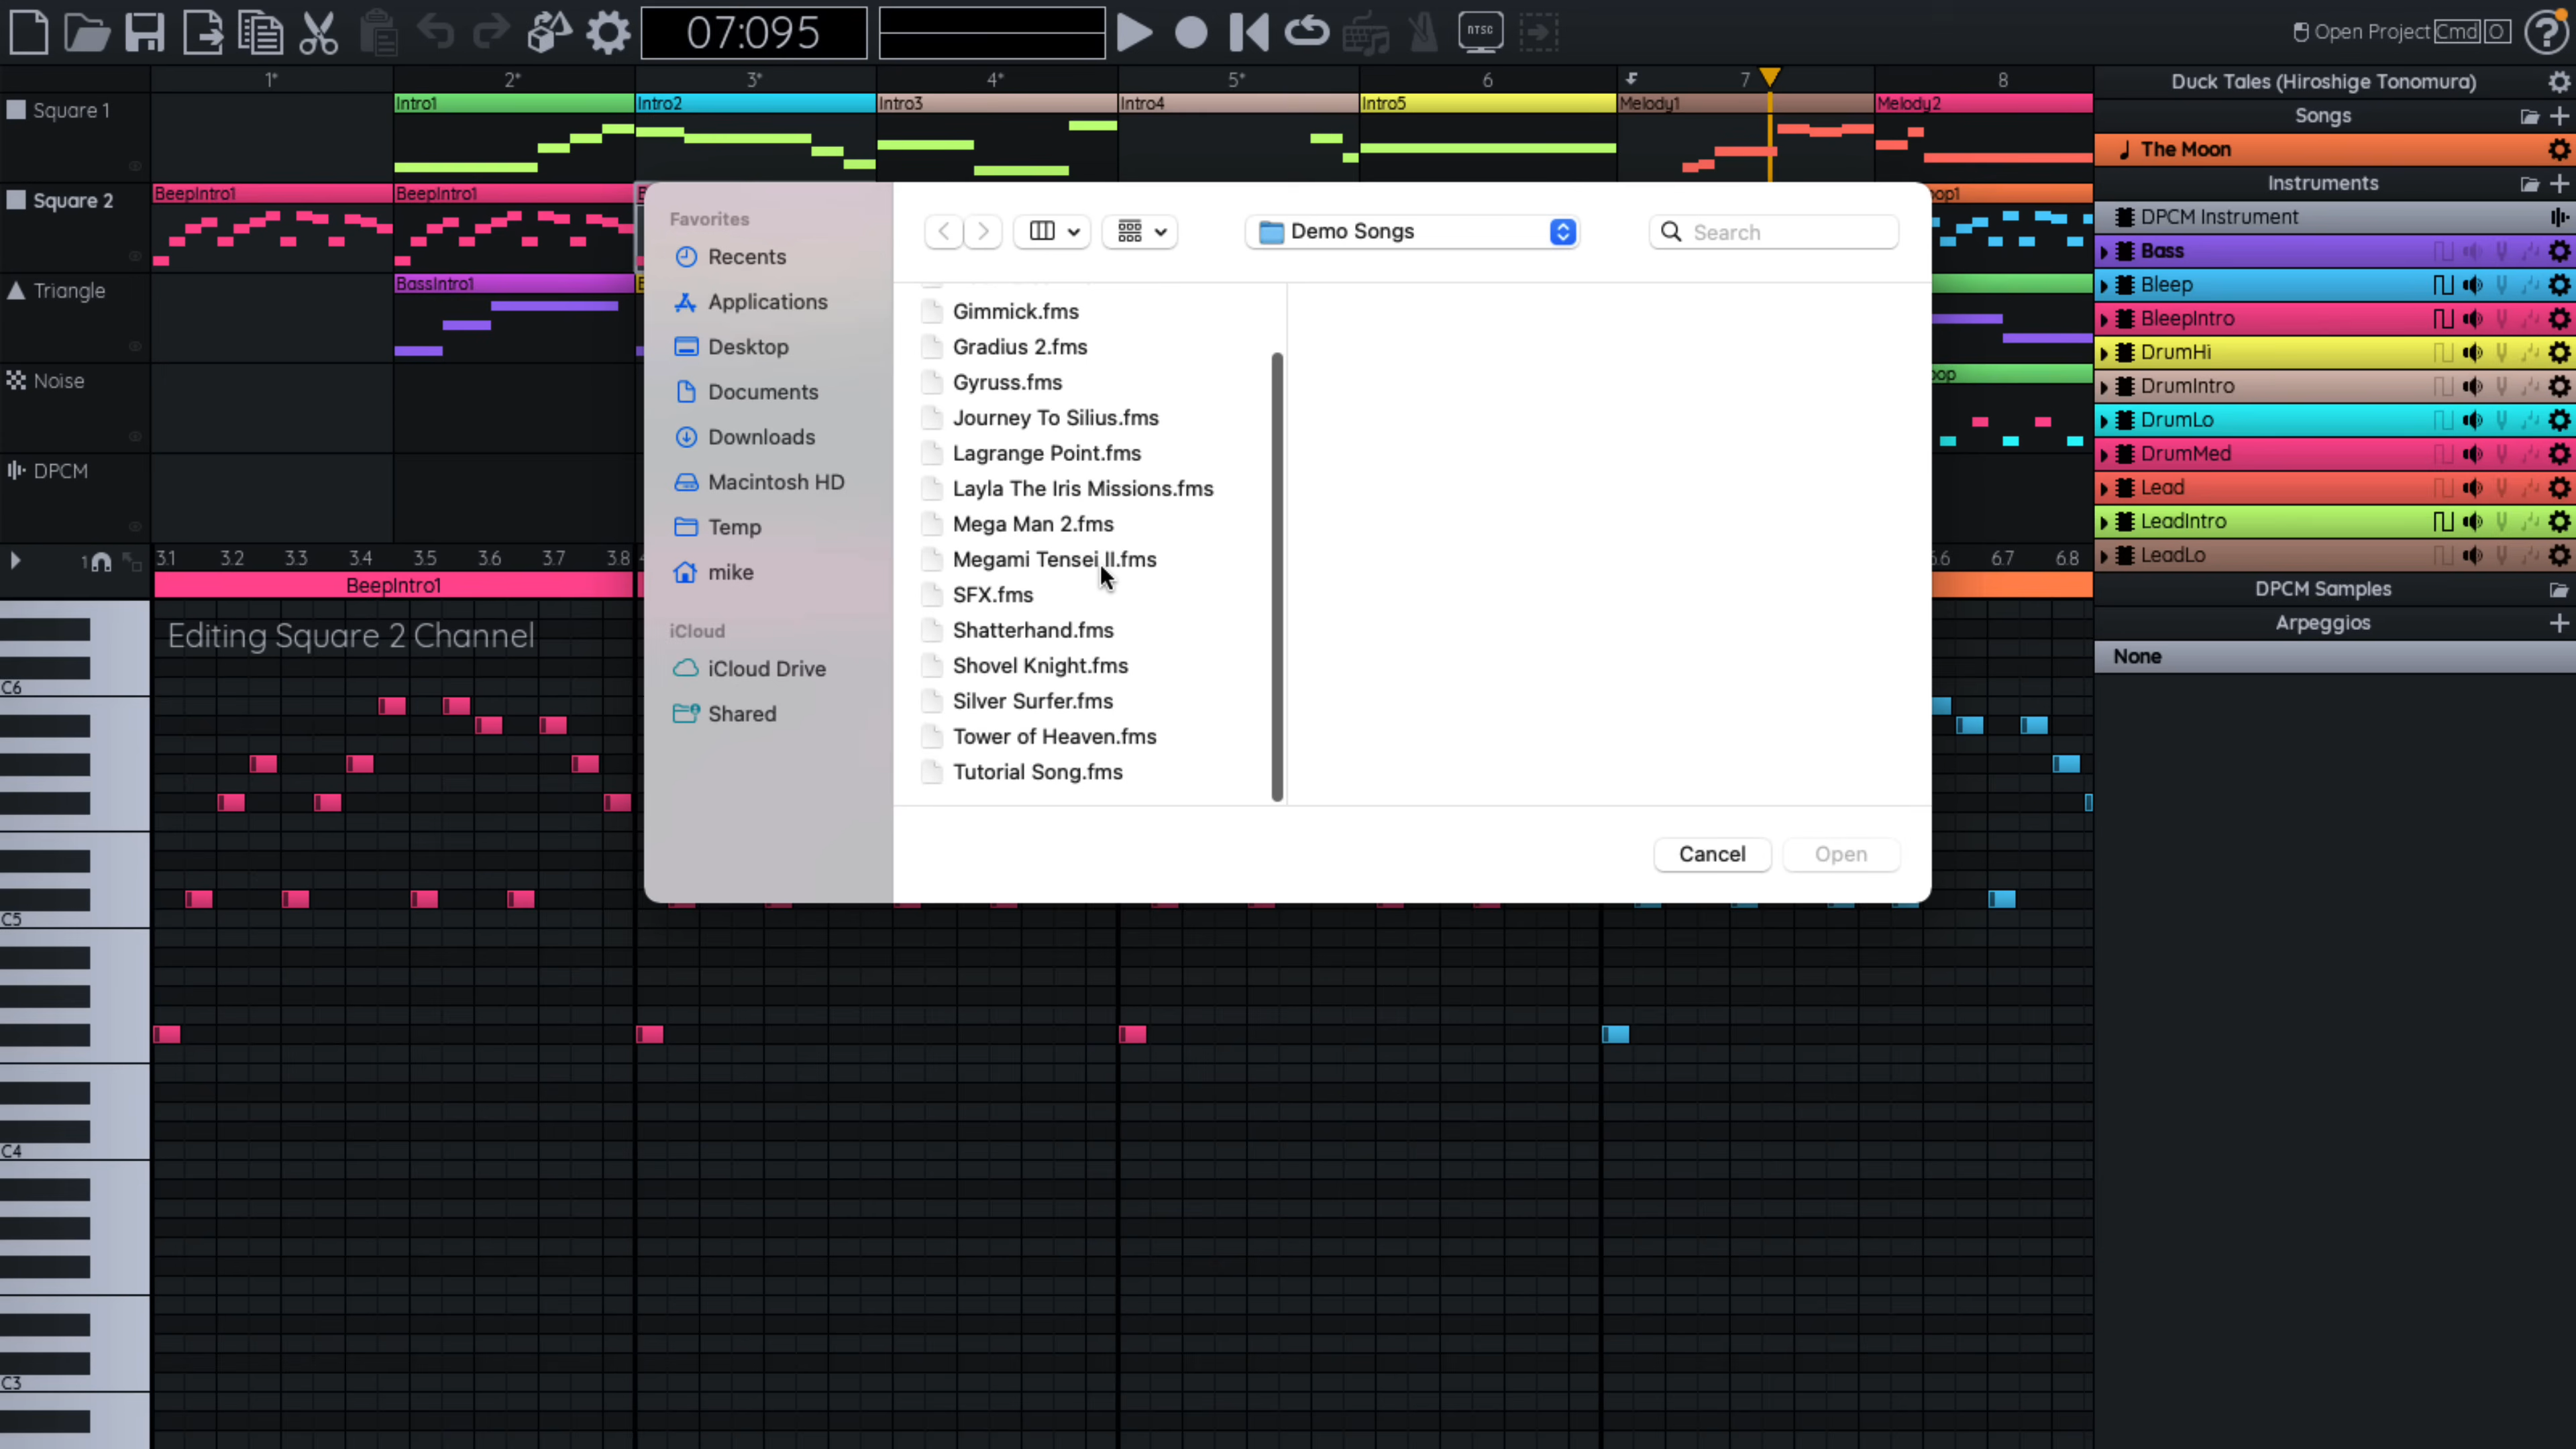 07:095
NTSC
Open Project Cmd O
1* 2* 3* 4* 5* 6 7 8
Square 1
Intro1 Intro2 Intro3 Intro4 Intro5 Melody1 Melody2
Square 2
BeepIntro1 BeepIntro1
Triangle
BassIntro1
Noise
DPCM
1
3.1 3.2 3.3 3.4 3.5 3.6 3.7 3.8
6.7 6.8
BeepIntro1
Editing Square 2 Channel
C6
C5
C4
C3
Favorites
Recents
Applications
Desktop
Documents
Downloads
Macintosh HD
Temp
mike
iCloud
iCloud Drive
Shared
Demo Songs
Search
Gimmick.fms
Gradius 2.fms
Gyruss.fms
Journey To Silius.fms
Lagrange Point.fms
Layla The Iris Missions.fms
Mega Man 2.fms
Megami Tensei II.fms
SFX.fms
Shatterhand.fms
Shovel Knight.fms
Silver Surfer.fms
Tower of Heaven.fms
Tutorial Song.fms
Cancel
Open
Duck Tales (Hiroshige Tonomura)
Songs
The Moon
Instruments
DPCM Instrument
Bass
Bleep
BleepIntro
DrumHi
DrumIntro
DrumLo
DrumMed
Lead
LeadIntro
LeadLo
DPCM Samples
Arpeggios
None